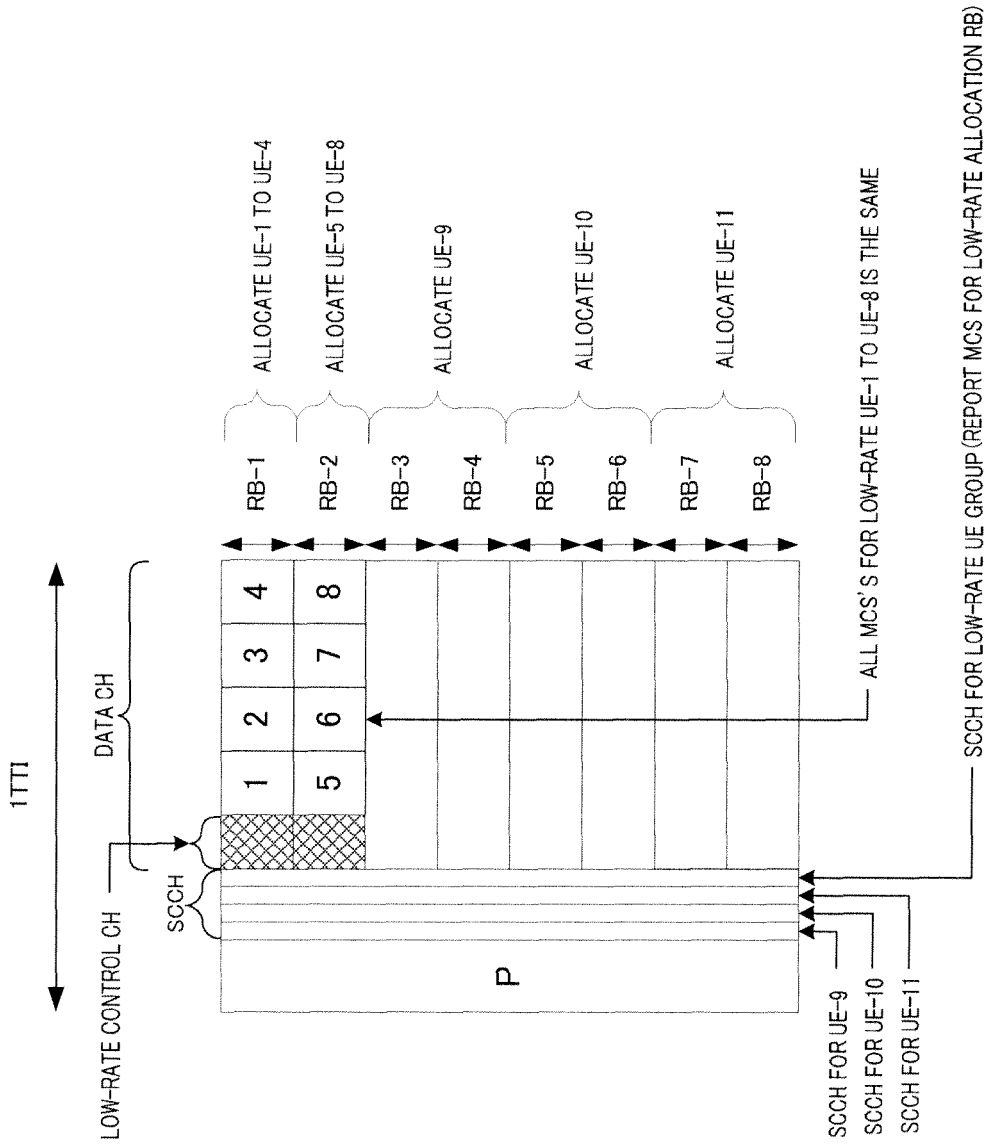 1TTI
LOW-RATE CONTROL CH
DATA CH
SCCH
P
1 2 3 4
5 6 7 8
RB-1
RB-2
RB-3
RB-4
RB-5
RB-6
RB-7
RB-8
ALLOCATE UE-1 TO UE-4
ALLOCATE UE-5 TO UE-8
ALLOCATE UE-9
ALLOCATE UE-10
ALLOCATE UE-11
SCCH FOR UE-9
SCCH FOR UE-10
SCCH FOR UE-11
ALL MCS'S FOR LOW-RATE UE-1 TO UE-8 IS THE SAME
SCCH FOR LOW-RATE UE GROUP (REPORT MCS FOR LOW-RATE ALLOCATION RB)